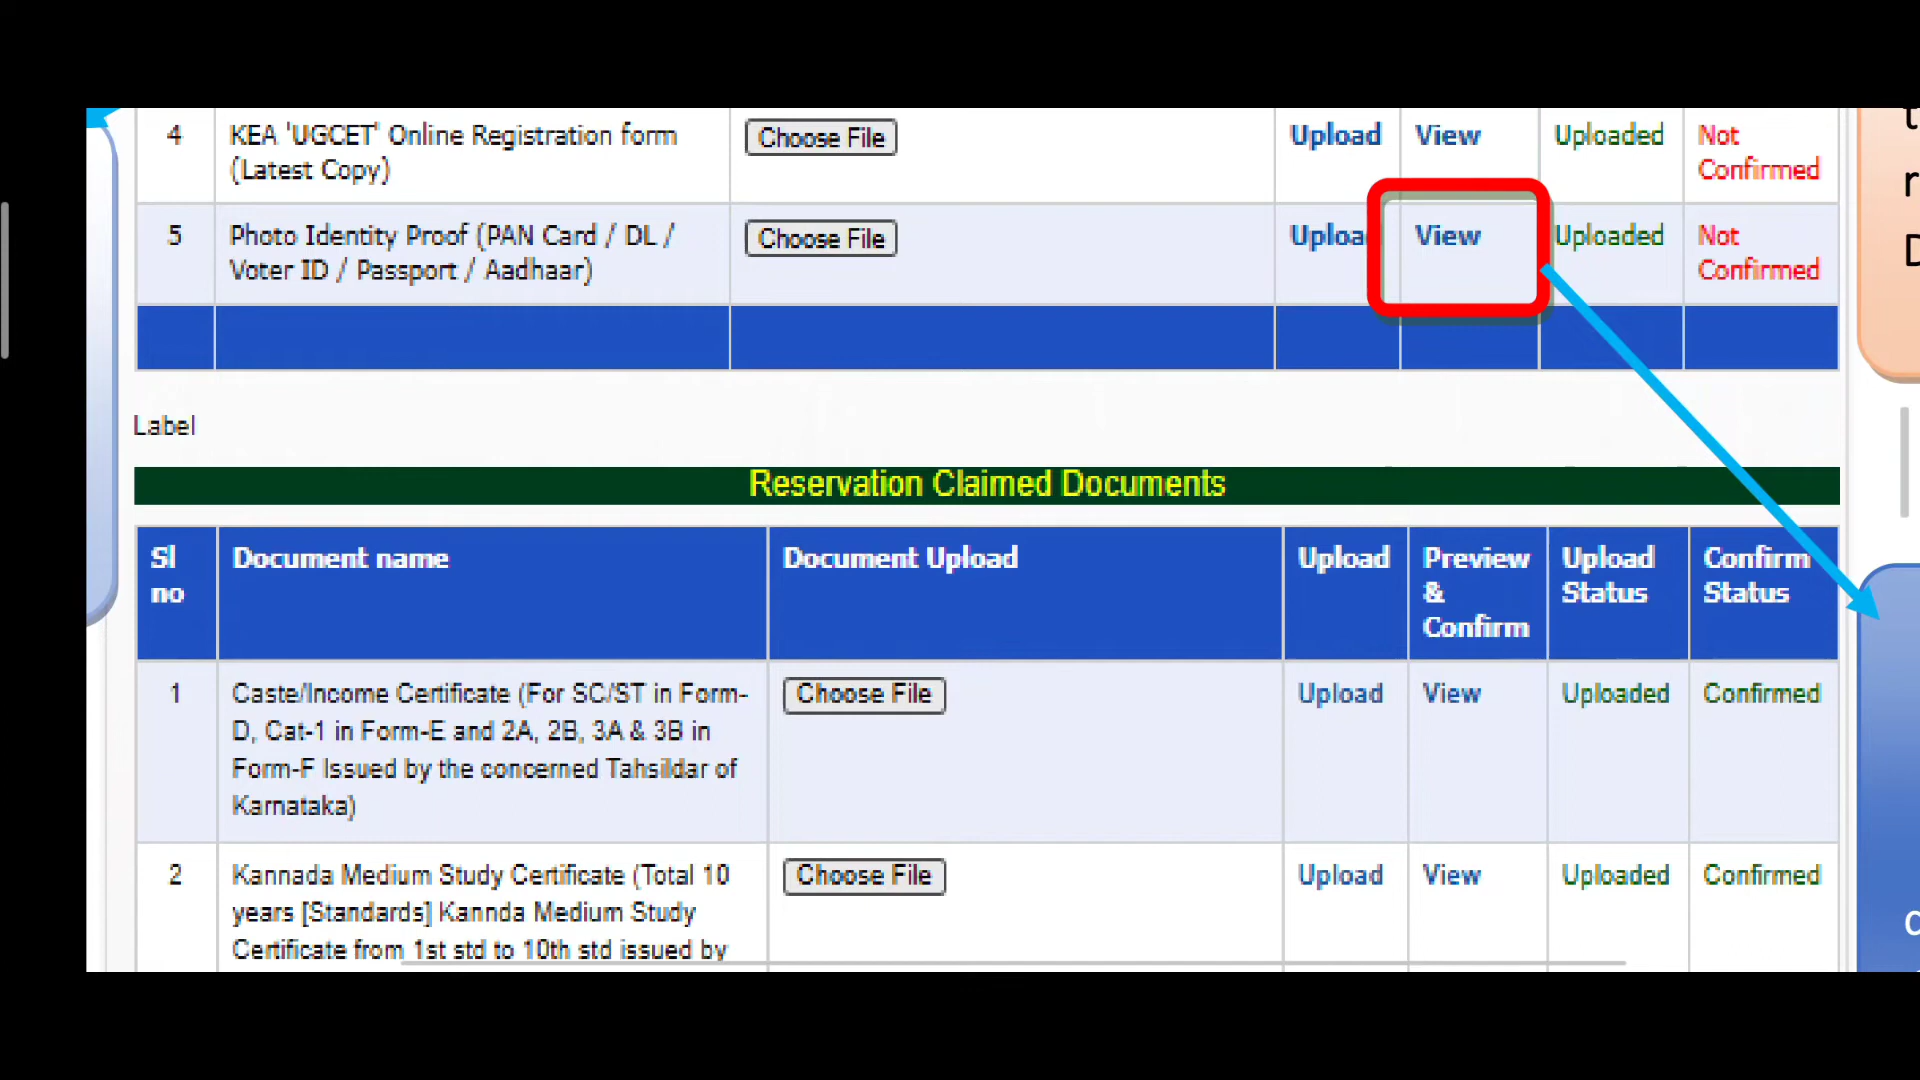 4 KEA 'UGCET' Online Registration form Choose File Upload View Uploaded Not
(Latest Copy) Confirmed
5 Photo Identity Proof (PAN Card / DL / Choose File Uploa View Uploaded Not
Voter ID / Passport / Aadhaar) Confirmed
Label
Reservation Claimed Documents
Sl Document name Document Upload Upload Preview Upload Confirm
no & Status Status
Confirm
1 Caste/Income Certificate (For SC/ST in Form- Choose File Upload View Uploaded Confirmed
D, Cat-1 in Form-E and 2A, 2B, 3A & 3B in
Form-F Issued by the concerned Tahsildar of
Karnataka)
2 Kannada Medium Study Certificate (Total 10 Choose File Upload View Uploaded Confirmed
years [Standards] Kannda Medium Study
Certificate from 1st std to 10th std issued by